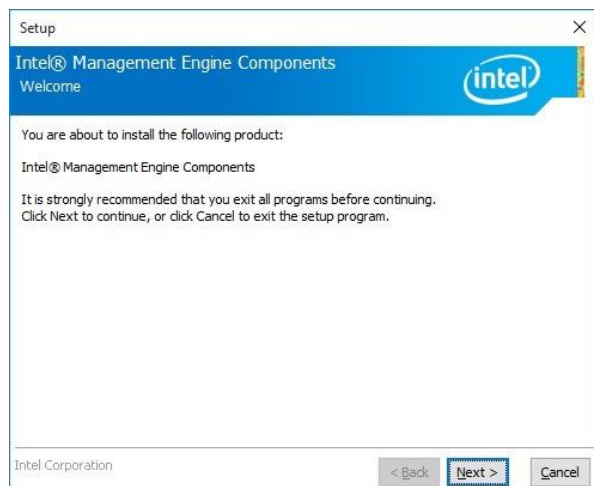 Setup
Intel® Management Engine Components
Welcome
intel
You are about to install the following product:
Intel® Management Engine Components
It is strongly recommended that you exit all programs before continuing.
Click Next to continue, or click Cancel to exit the setup program.
Intel Corporation
< Back Next > Cancel